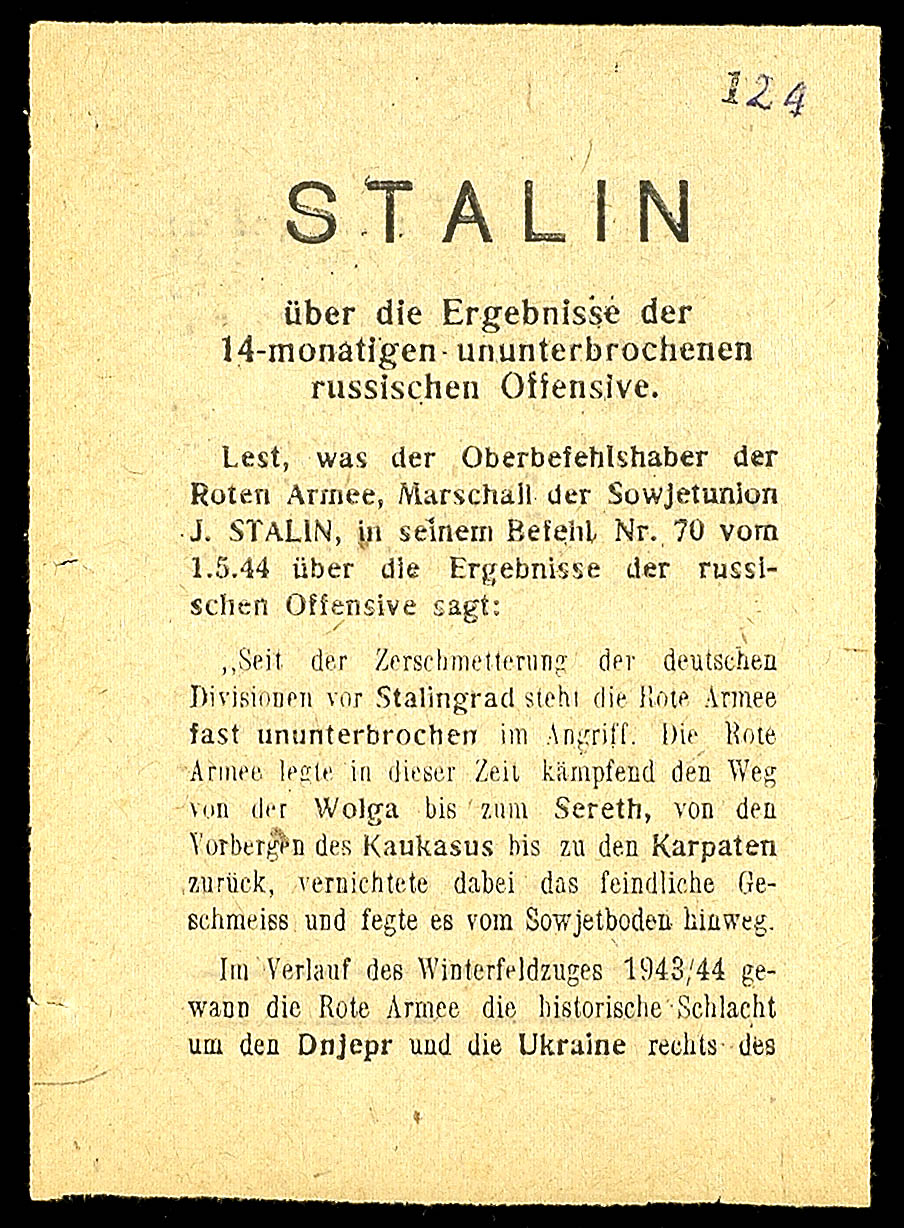 124
STALIN
über die Ergebnisse der
14-monatigen ununterbrochenen
russischen Offensive.
Lest, was der Oberbefehlshaber der
Roten Armee, Marschall der Sowjetunion
J. STALIN, in seinem Befehl Nr. 70 vom
1.5.44 über die Ergebnisse der russi-
schen Offensive sagt:
„Seit der Zerschmetterung der deutschen
Divisionen vor Stalingrad steht die Rote Armee
fast ununterbrochen im Angriff. Die Rote
Armee legte in dieser Zeit kämpfend den Weg
von der Wolga bis zum Sereth, von den
Vorbergen des Kaukasus bis zu den Karpaten
zurück, vernichtete dabei das feindliche Ge-
schmeiss und fegte es vom Sowjetboden hinweg.
Im Verlauf des Winterfeldzuges 1943/44 ge-
wann die Rote Armee die historische Schlacht
um den Dnjepr und die Ukraine rechts des